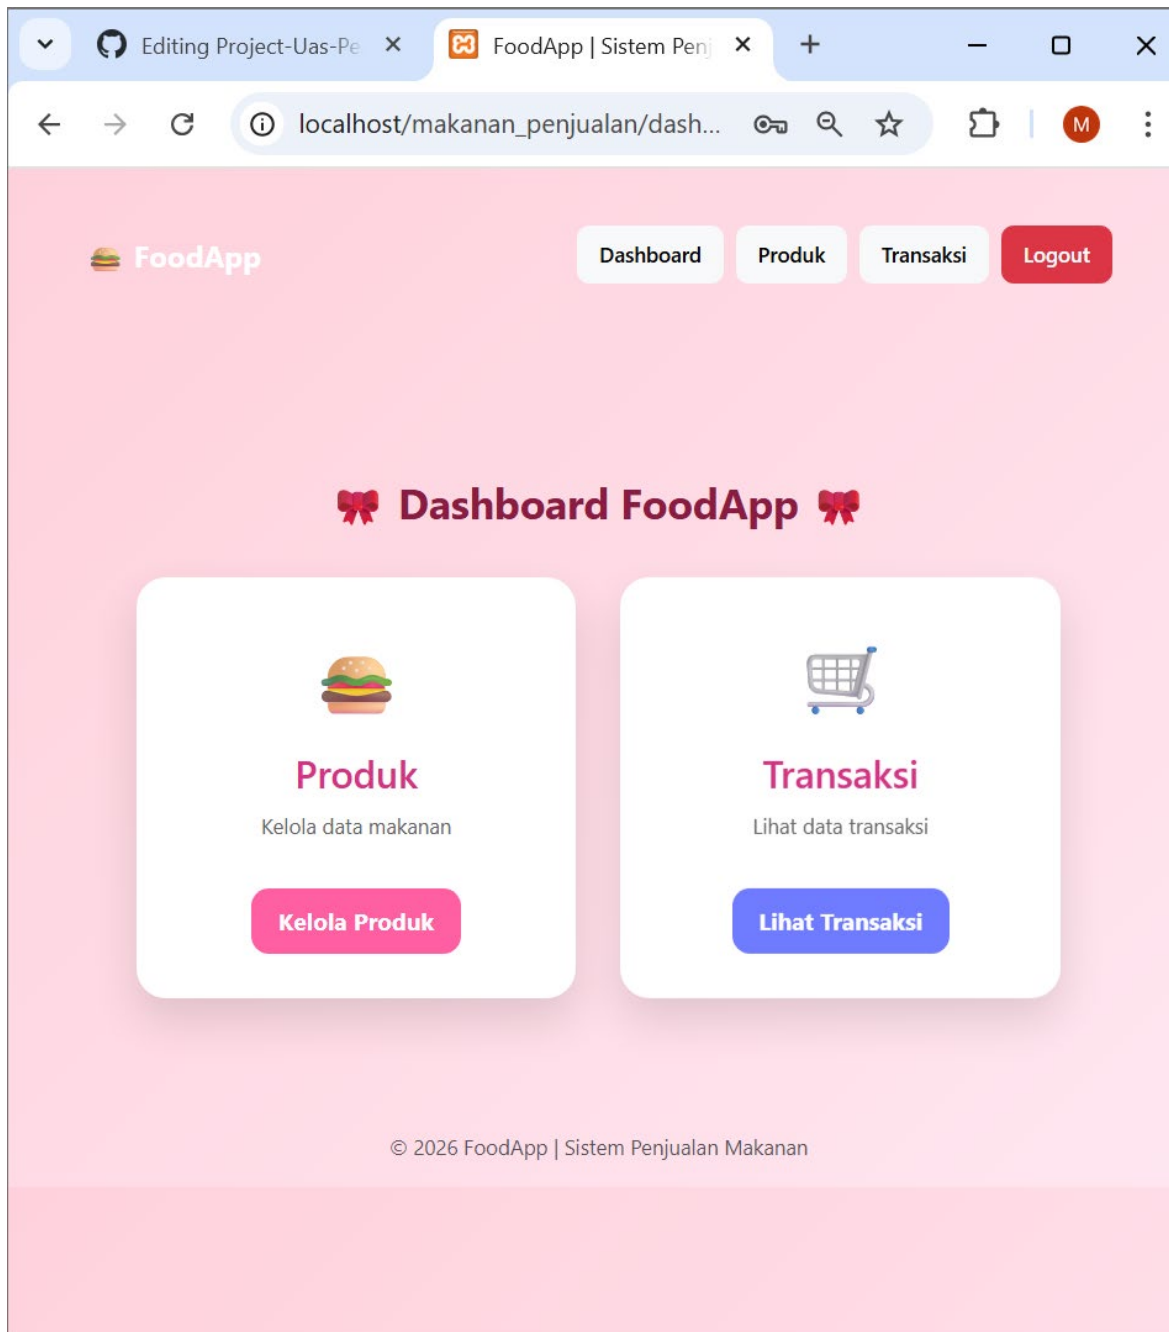 Editing Project-Uas-Pe
FoodApp | Sistem Penj
localhost/makanan_penjualan/dash...
M
FoodApp
Dashboard
Produk
Transaksi
Logout
Dashboard FoodApp
Produk
Kelola data makanan
Kelola Produk
Transaksi
Lihat data transaksi
Lihat Transaksi
© 2026 FoodApp | Sistem Penjualan Makanan